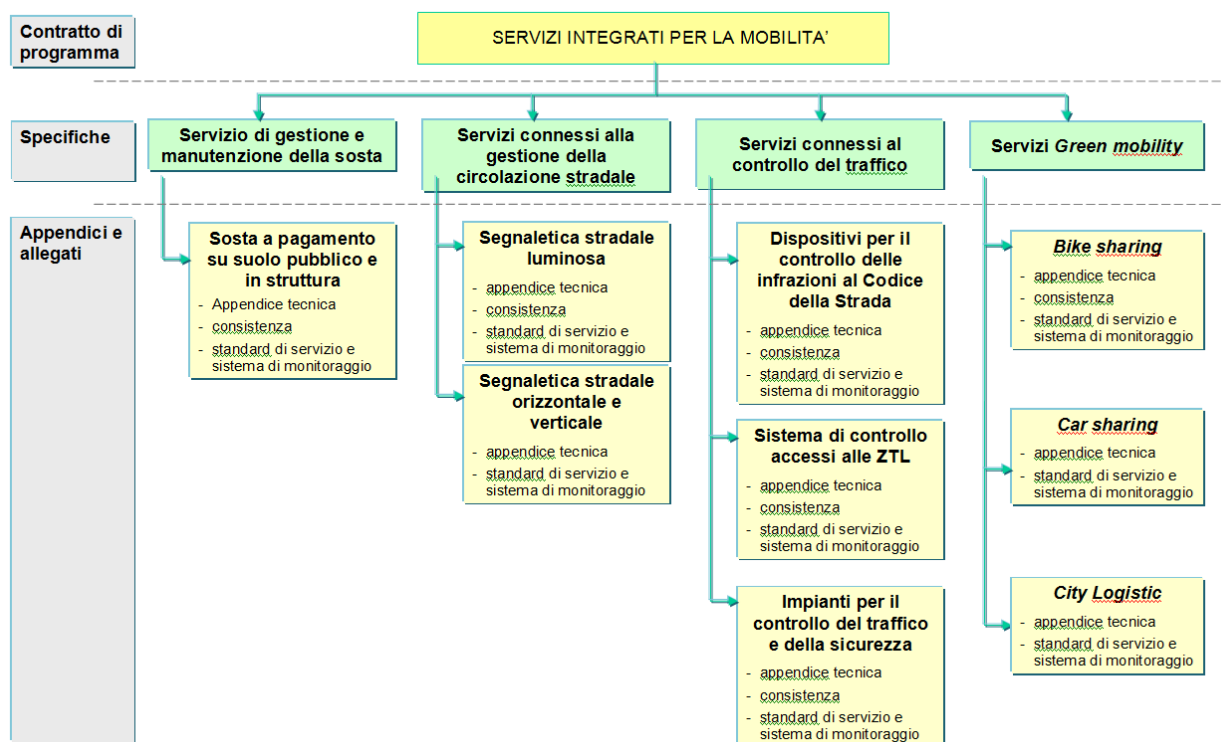 Contratto di
programma
SERVIZI INTEGRATI PER LA MOBILITA'
Specifiche
Servizio di gestione e
manutenzione della sosta
Servizi connessi alla
gestione della
circolazione stradale
Servizi connessi al
controllo del traffico
Servizi Green mobility
Appendici e
allegati
Sosta a pagamento
su suolo pubblico e
in struttura
- Appendice tecnica
- consistenza
- standard di servizio e
sistema di monitoraggio
Segnaletica stradale
luminosa
- appendice tecnica
- consistenza
- standard di servizio e
sistema di monitoraggio
Segnaletica stradale
orizzontale e
verticale
- appendice tecnica
- standard di servizio e
sistema di monitoraggio
Dispositivi per il
controllo delle
infrazioni al Codice
della Strada
- appendice tecnica
- consistenza
- standard di servizio e
sistema di monitoraggio
Sistema di controllo
accessi alle ZTL
- appendice tecnica
- consistenza
- standard di servizio e
sistema di monitoraggio
Impianti per il
controllo del traffico
e della sicurezza
- appendice tecnica
- consistenza
- standard di servizio e
sistema di monitoraggio
Bike sharing
- appendice tecnica
- consistenza
- standard di servizio e
sistema di monitoraggio
Car sharing
- appendice tecnica
- standard di servizio e
sistema di monitoraggio
City Logistic
- appendice tecnica
- standard di servizio e
sistema di monitoraggio